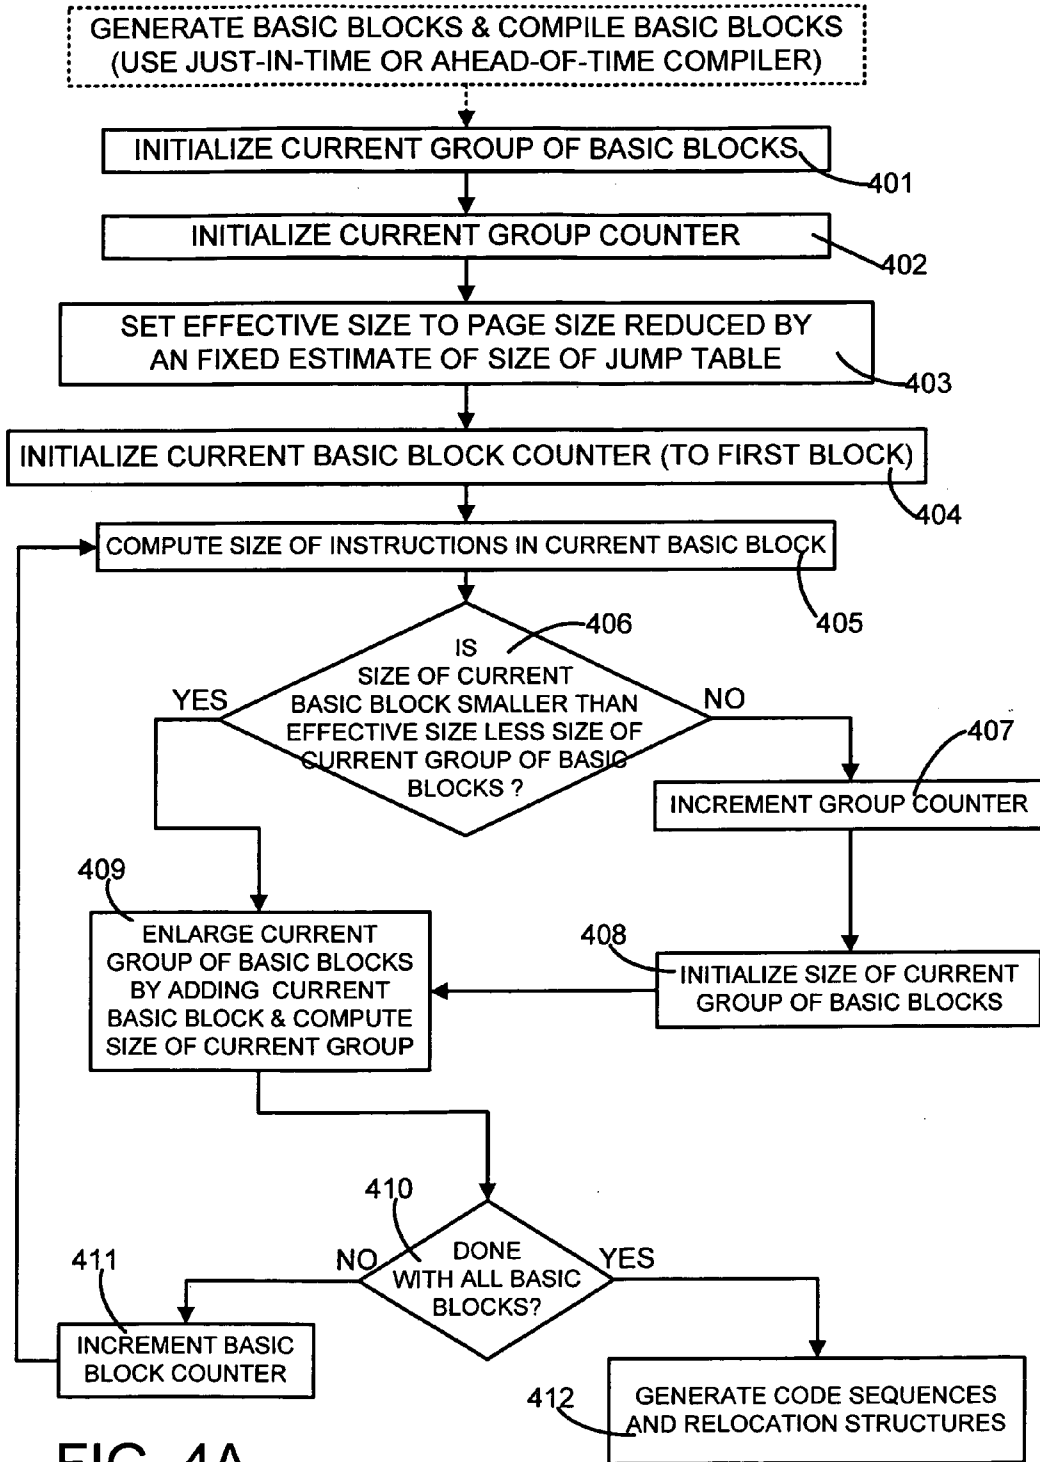 GENERATE BASIC BLOCKS & COMPILE BASIC BLOCKS
(USE JUST-IN-TIME OR AHEAD-OF-TIME COMPILER)
INITIALIZE CURRENT GROUP OF BASIC BLOCKS
401
INITIALIZE CURRENT GROUP COUNTER
402
SET EFFECTIVE SIZE TO PAGE SIZE REDUCED BY
AN FIXED ESTIMATE OF SIZE OF JUMP TABLE
403
INITIALIZE CURRENT BASIC BLOCK COUNTER (TO FIRST BLOCK)
404
COMPUTE SIZE OF INSTRUCTIONS IN CURRENT BASIC BLOCK
405
406
IS
SIZE OF CURRENT
BASIC BLOCK SMALLER THAN
EFFECTIVE SIZE LESS SIZE OF
CURRENT GROUP OF BASIC
BLOCKS ?
YES
NO
407
INCREMENT GROUP COUNTER
408
INITIALIZE SIZE OF CURRENT
GROUP OF BASIC BLOCKS
409
ENLARGE CURRENT
GROUP OF BASIC BLOCKS
BY ADDING CURRENT
BASIC BLOCK & COMPUTE
SIZE OF CURRENT GROUP
410
DONE
WITH ALL BASIC
BLOCKS?
NO
YES
411
INCREMENT BASIC
BLOCK COUNTER
412
GENERATE CODE SEQUENCES
AND RELOCATION STRUCTURES
FIG. 4A